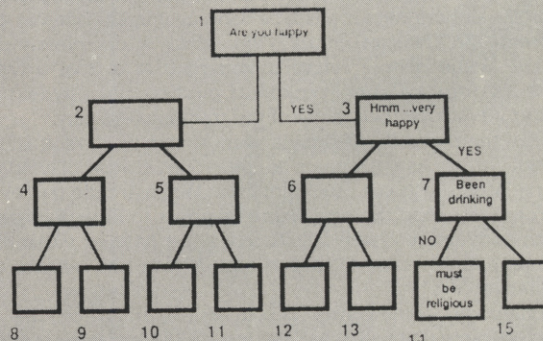 1
Are you happy
2
YES
3
Hmm ...very
happy
YES
4
5
6
7
Been
drinking
NO
must
be
religious
8
9
10
11
12
13
11
15